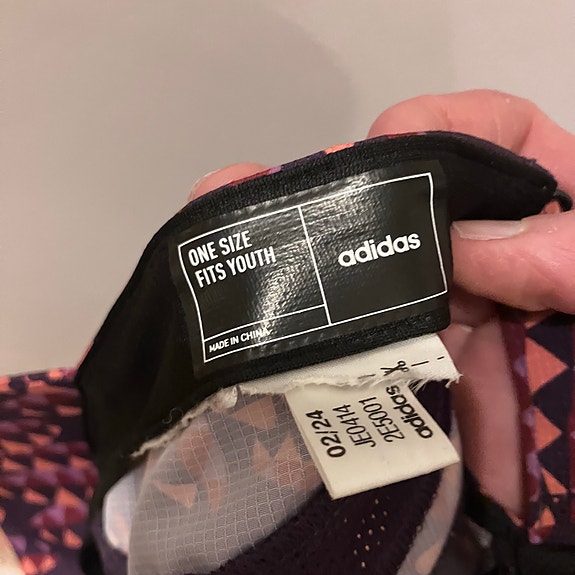 ONE SIZE
FITS YOUTH
adidas
MADE IN CHINA
02/24
JE0414
2E5001
adidas